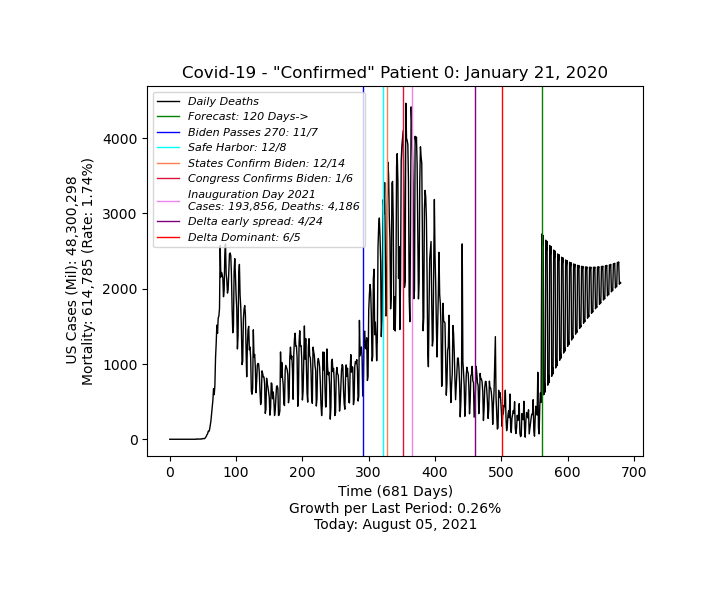 Covid-19 - "Confirmed" Patient 0: January 21, 2020
Daily Deaths
Forecast: 120 Days->
Biden Passes 270: 11/7
Safe Harbor: 12/8
States Confirm Biden: 12/14
Congress Confirms Biden: 1/6
Inauguration Day 2021
Cases: 193,856, Deaths: 4,186
Delta early spread: 4/24
Delta Dominant: 6/5
US Cases (Mil): 48,300,298
Mortality: 614,785 (Rate: 1.74%)
4000
3000
2000
1000
0
0 100 200 300 400 500 600 700
Time (681 Days)
Growth per Last Period: 0.26%
Today: August 05, 2021